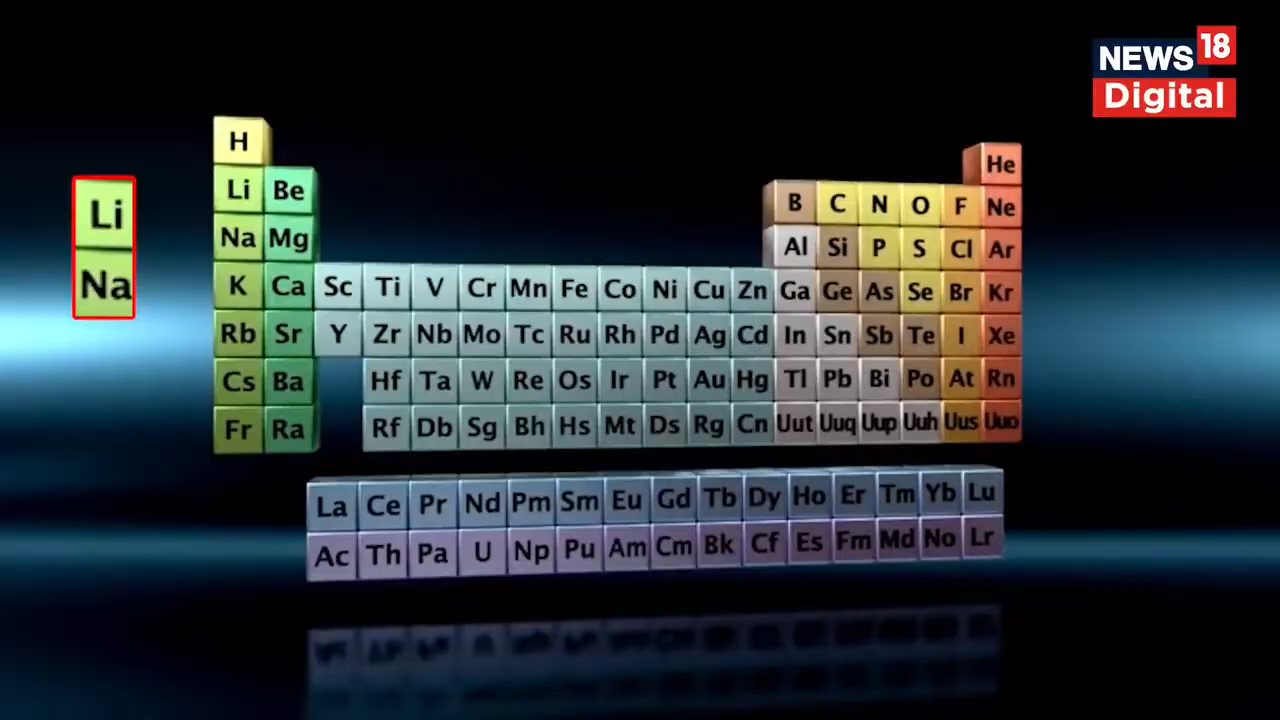 NEWS 18
Digital
Li
Na
H He
Li Be B C N O F Ne
Na Mg Al Si P S Cl Ar
K Ca Sc Ti V Cr Mn Fe Co Ni Cu Zn Ga Ge As Se Br Kr
Rb Sr Y Zr Nb Mo Tc Ru Rh Pd Ag Cd In Sn Sb Te I Xe
Cs Ba Hf Ta W Re Os Ir Pt Au Hg Tl Pb Bi Po At Rn
Fr Ra Rf Db Sg Bh Hs Mt Ds Rg Cn Uut Uuq Uup Uuh Uus Uuo
La Ce Pr Nd Pm Sm Eu Gd Tb Dy Ho Er Tm Yb Lu
Ac Th Pa U Np Pu Am Cm Bk Cf Es Fm Md No Lr